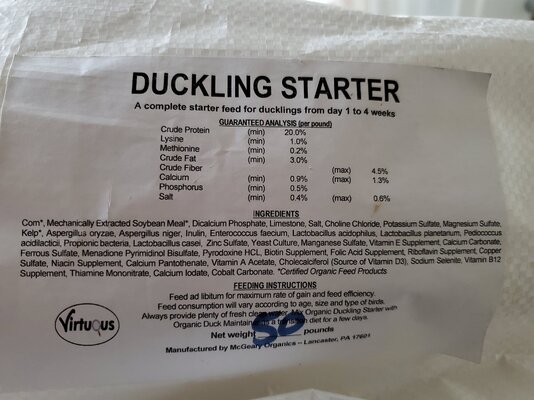 DUCKLING STARTER
A complete starter feed for ducklings from day 1 to 4 weeks
GUARANTEED ANALYSIS (per pound)
Crude Protein (min) 20.0%
Lysine (min) 1.0%
Methionine (min) 0.2%
Crude Fat (min) 3.0%
Crude Fiber (max) 4.5%
Calcium (min) 0.9% (max) 1.3%
Phosphorus (min) 0.5%
Salt (min) 0.4% (max) 0.6%
INGREDIENTS
Corn*, Mechanically Extracted Soybean Meal*, Dicalcium Phosphate, Limestone, Salt, Choline Chloride, Potassium Sulfate, Magnesium Sulfate,
Kelp*, Aspergillus oryzae, Aspergillus niger, Inulin, Enterococcus faecium, Lactobacillus acidophilus, Lactobacillus planetarum, Pediococcus
acidilacticii, Propionic bacteria, Lactobacillus casei, Zinc Sulfate, Yeast Culture, Manganese Sulfate, Vitamin E Supplement, Calcium Carbonate,
Ferrous Sulfate, Menadione Pyrimidinol Bisulfate, Pyrodoxine HCL, Biotin Supplement, Folic Acid Supplement, Riboflavin Supplement, Copper
Sulfate, Niacin Supplement, Calcium Pantothenate, Vitamin A Acetate, Cholecalciferol (Source of Vitamin D3), Sodium Selenite, Vitamin B12
Supplement, Thiamine Mononitrate, Calcium Iodate, Cobalt Carbonate. *Certified Organic Feed Products
FEEDING INSTRUCTIONS
Feed ad libitum for maximum rate of gain and feed efficiency.
Feed consumption will vary according to age, size and type of birds.
Always provide plenty of fresh clean water. Mix Organic Duckling Starter with
Organic Duck diet for a few days.
Net weight 50 pounds
Manufactured by McGeary Organics – Lancaster, PA 17601
Virtuous